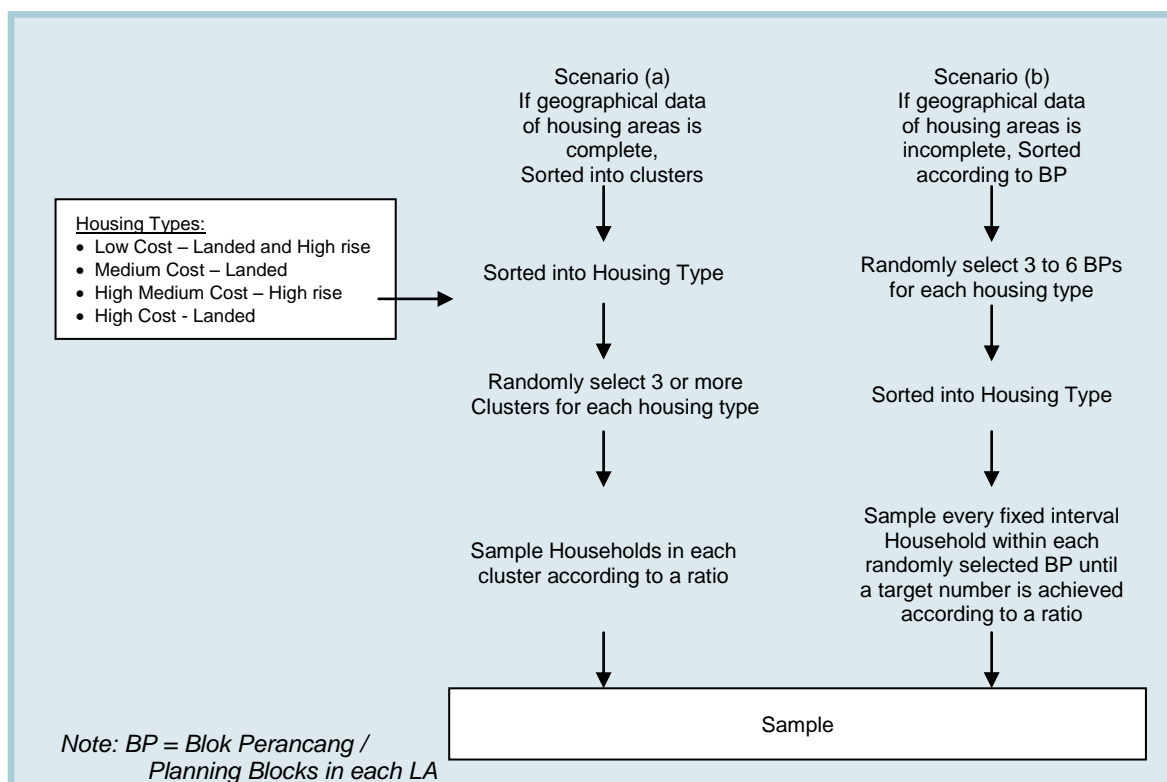 Scenario (a)
If geographical data
of housing areas is
complete,
Sorted into clusters
Scenario (b)
If geographical data
of housing areas is
incomplete, Sorted
according to BP
Housing Types:
• Low Cost – Landed and High rise
• Medium Cost – Landed
• High Medium Cost – High rise
• High Cost - Landed
Sorted into Housing Type
Randomly select 3 or more
Clusters for each housing type
Sample Households in each
cluster according to a ratio
Randomly select 3 to 6 BPs
for each housing type
Sorted into Housing Type
Sample every fixed interval
Household within each
randomly selected BP until
a target number is achieved
according to a ratio
Sample
Note: BP = Blok Perancang /
Planning Blocks in each LA